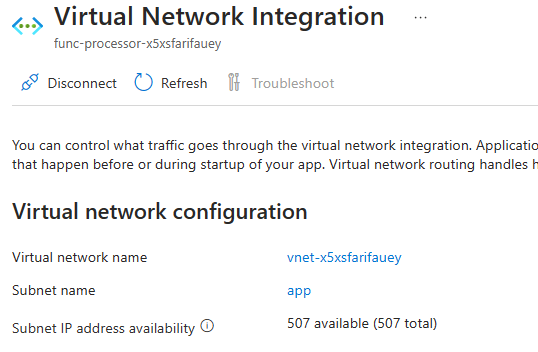 Virtual Network Integration ...
func-processor-x5xsfarifauey
Disconnect Refresh Troubleshoot
You can control what traffic goes through the virtual network integration. Applicatio
that happen before or during startup of your app. Virtual network routing handles h
Virtual network configuration
Virtual network name vnet-x5xsfarifauey
Subnet name app
Subnet IP address availability 507 available (507 total)